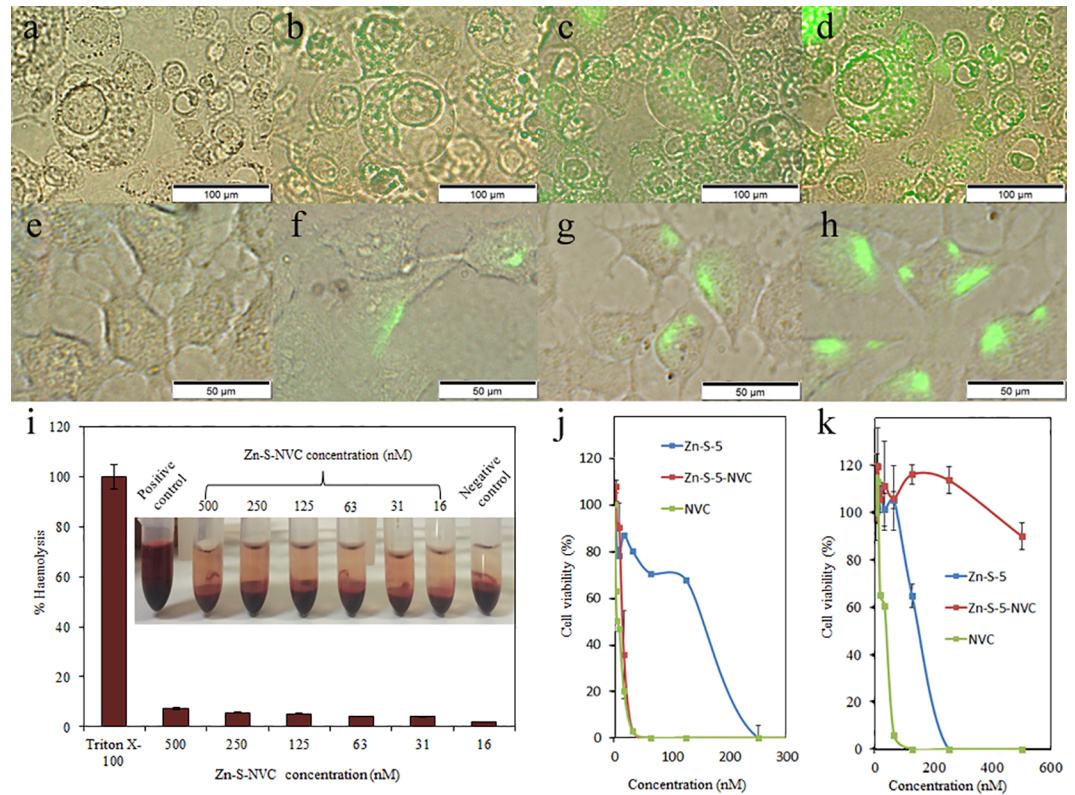 a
b
c
d
100 µm
100 µm
100 µm
100 µm
e
f
g
h
50 µm
50 µm
50 µm
50 µm
i
120
100
80
60
40
20
0
% Haemolysis
Zn-S-NVC concentration (nM)
Positive control
500
250
125
63
31
16
Negative control
Triton X-
100
500
250
125
63
31
16
Zn-S-NVC concentration (nM)
j
120
100
80
60
40
20
0
Cell viability (%)
Zn-S-5
Zn-S-5-NVC
NVC
0
100
200
300
Concentration (nM)
k
120
100
80
60
40
20
0
Cell viability (%)
Zn-S-5
Zn-S-5-NVC
NVC
0
200
400
600
Concentration (nM)